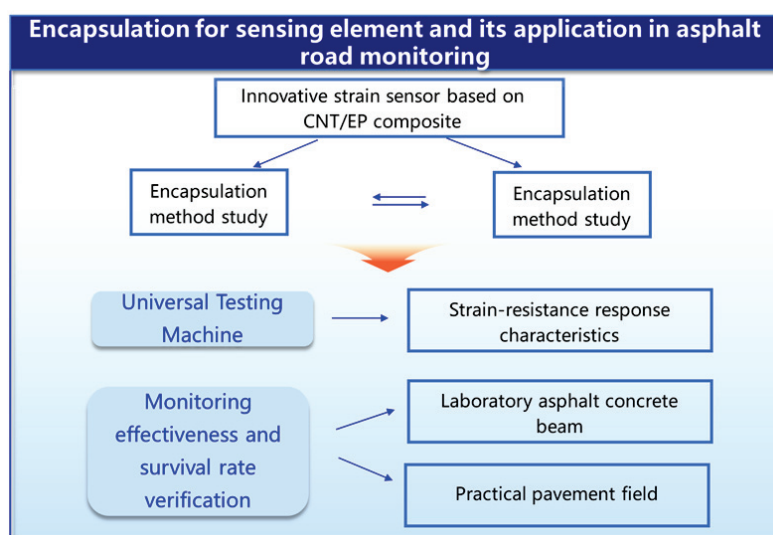 Encapsulation for sensing element and its application in asphalt
road monitoring
Innovative strain sensor based on
CNT/EP composite
Encapsulation
method study
Encapsulation
method study
Universal Testing
Machine
Strain-resistance response
characteristics
Monitoring
effectiveness and
survival rate
verification
Laboratory asphalt concrete
beam
Practical pavement field